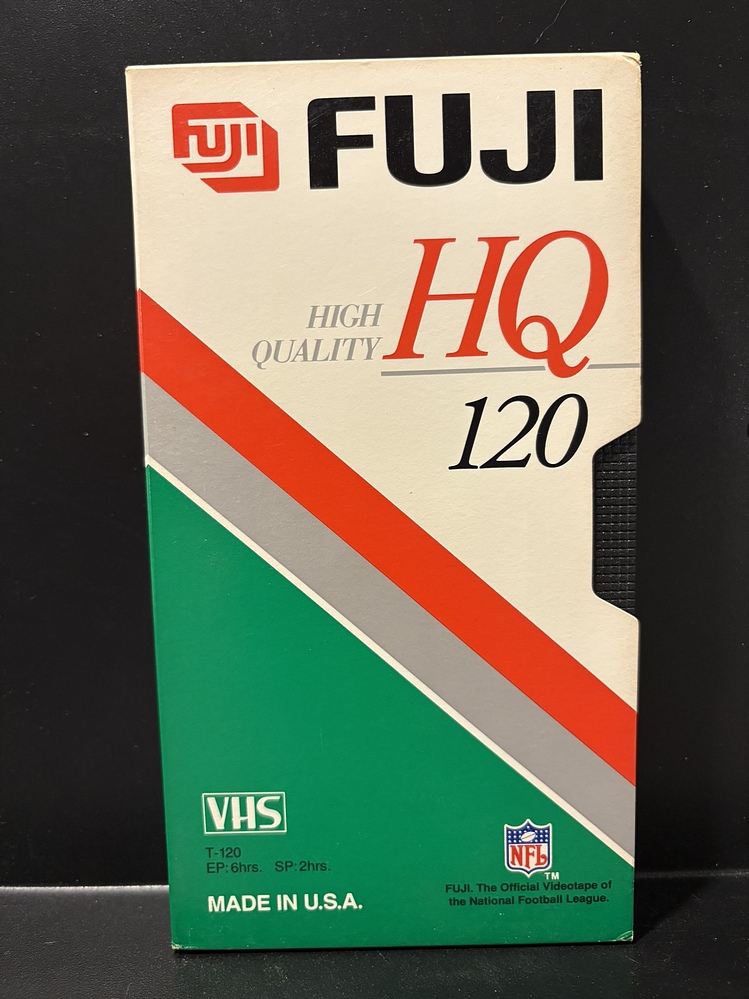 FUJI FUJI
HIGH
QUALITY
HQ
120
VHS
T-120
EP:6hrs. SP:2hrs.
MADE IN U.S.A.
NFL
TM
FUJI. The Official Videotape of
the National Football League.